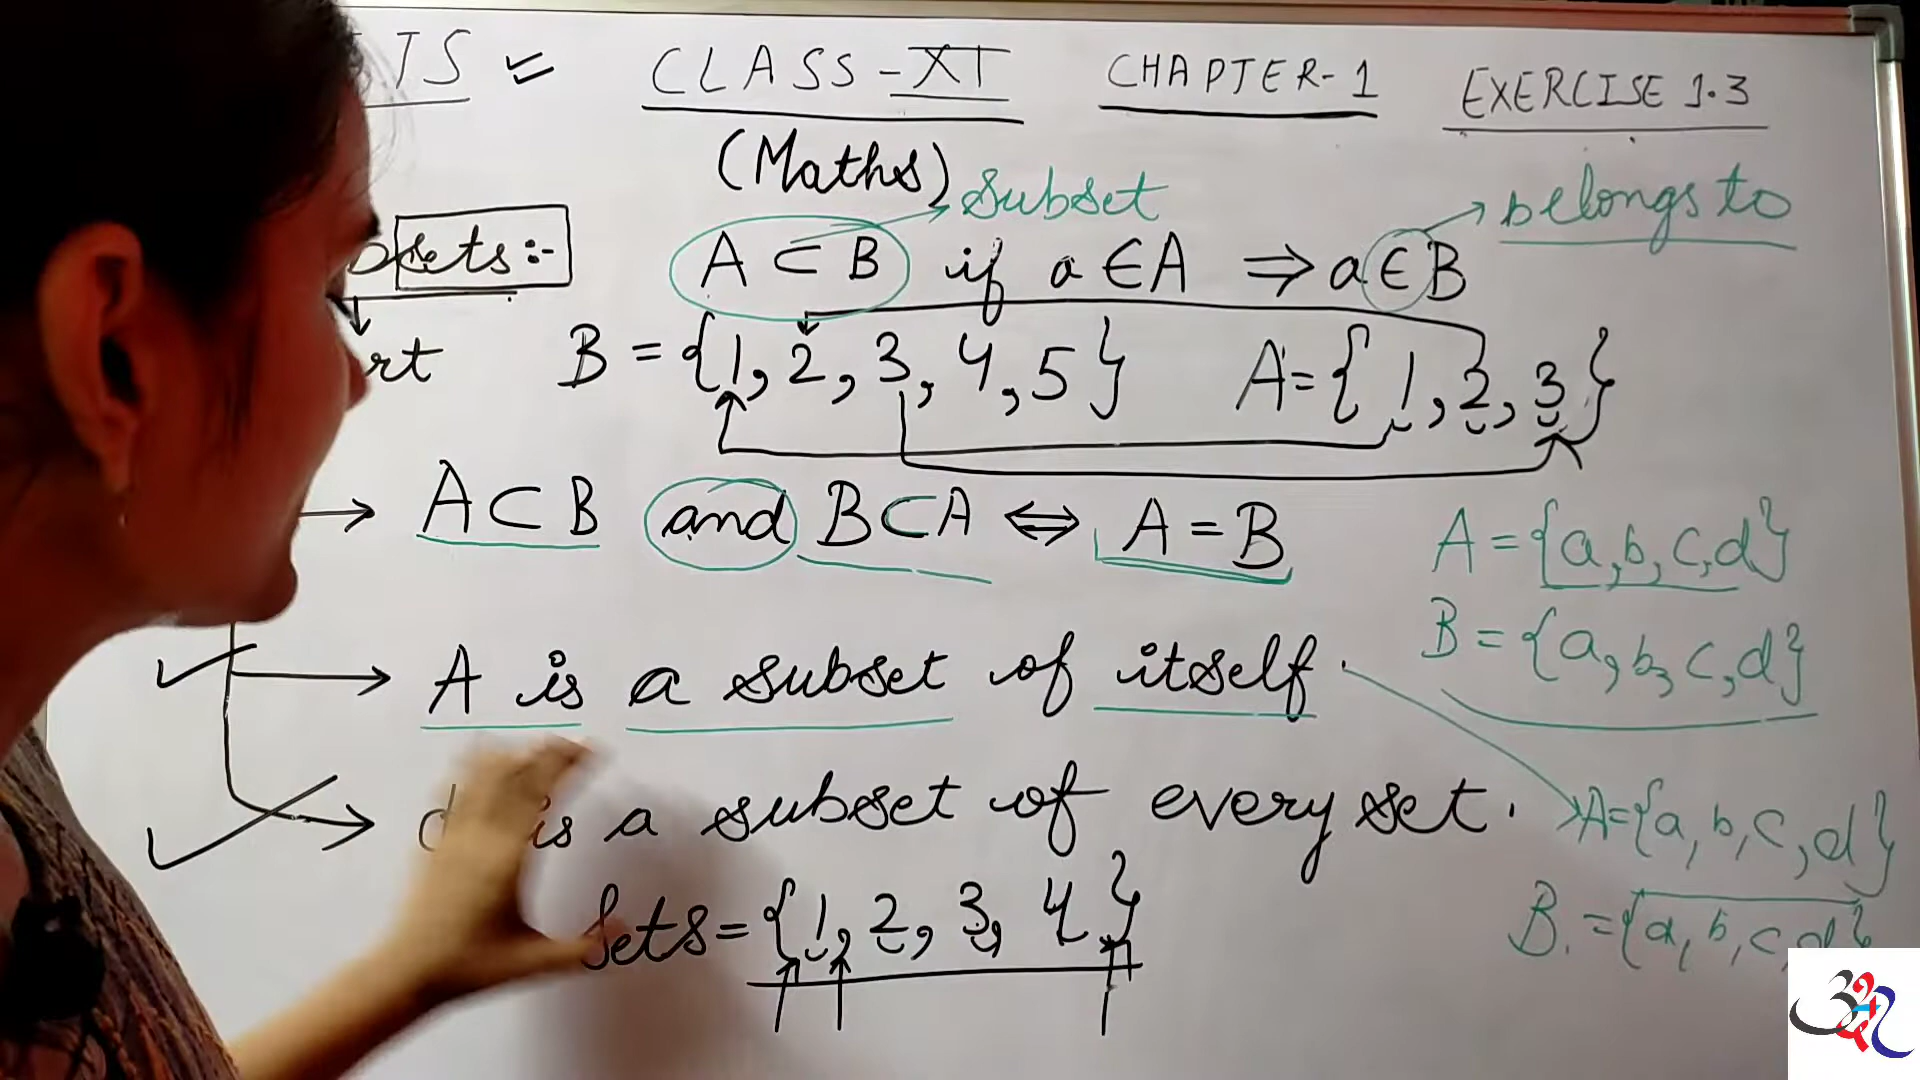 CLASS-XI CHAPTER-1 EXERCISE 1.3
(Maths)
subset belongs to
sets :- A ⊂ B if a ∈ A ⇒ a ∈ B
B = {1, 2, 3, 4, 5} A = {1, 2, 3}
→ A ⊂ B and B ⊂ A ⇔ A = B
A = {a, b, c, d}
B = {a, b, c, d}
→ A is a subset of itself.
→ is a subset of every set.
A = {a, b, c, d}
Sets = {1, 2, 3, 4}
B = {a, b, c, d}